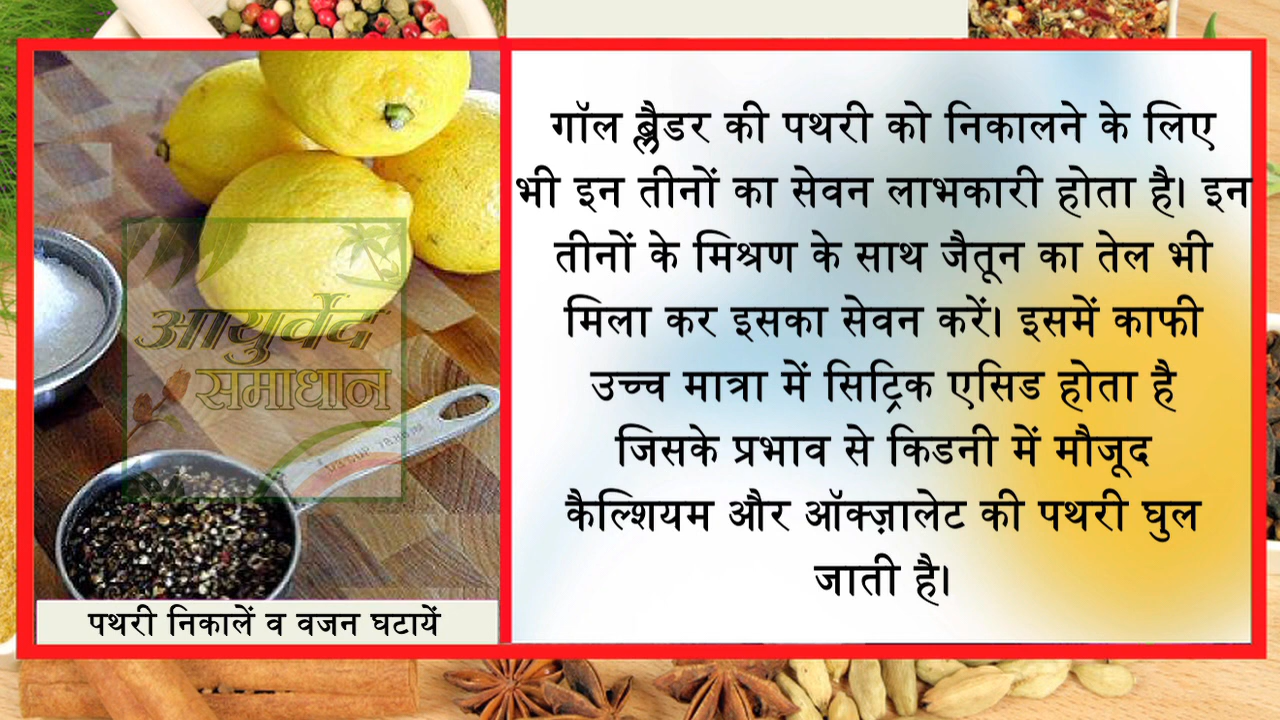 गॉल ब्लैडर की पथरी को निकालने के लिए
भी इन तीनों का सेवन लाभकारी होता है। इन
तीनों के मिश्रण के साथ जैतून का तेल भी
मिला कर इसका सेवन करें। इसमें काफी
उच्च मात्रा में सिट्रिक एसिड होता है
जिसके प्रभाव से किडनी में मौजूद
कैल्शियम और ऑक्ज़ालेट की पथरी घुल
जाती है।
आयुर्वेद
समाधान
पथरी निकालें व वजन घटायें